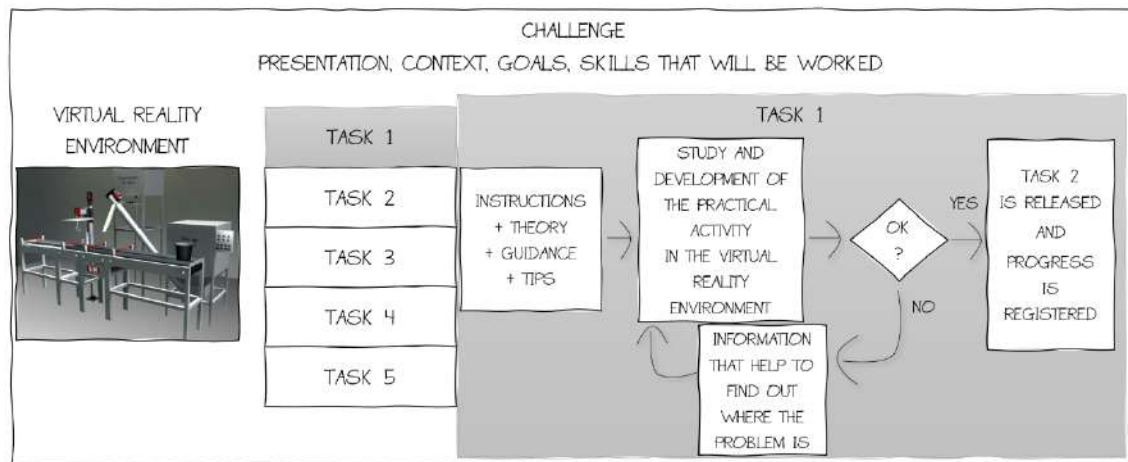 CHALLENGE
PRESENTATION, CONTEXT, GOALS, SKILLS THAT WILL BE WORKED
VIRTUAL REALITY
ENVIRONMENT
TASK 1
TASK 2
TASK 3
TASK 4
TASK 5
TASK 1
INSTRUCTIONS
+ THEORY
+ GUIDANCE
+ TIPS
STUDY AND
DEVELOPMENT OF
THE PRACTICAL
ACTIVITY
IN THE VIRTUAL
REALITY
ENVIRONMENT
OK
?
YES
NO
TASK 2
IS RELEASED
AND
PROGRESS
IS
REGISTERED
INFORMATION
THAT HELP TO
FIND OUT
WHERE THE
PROBLEM IS